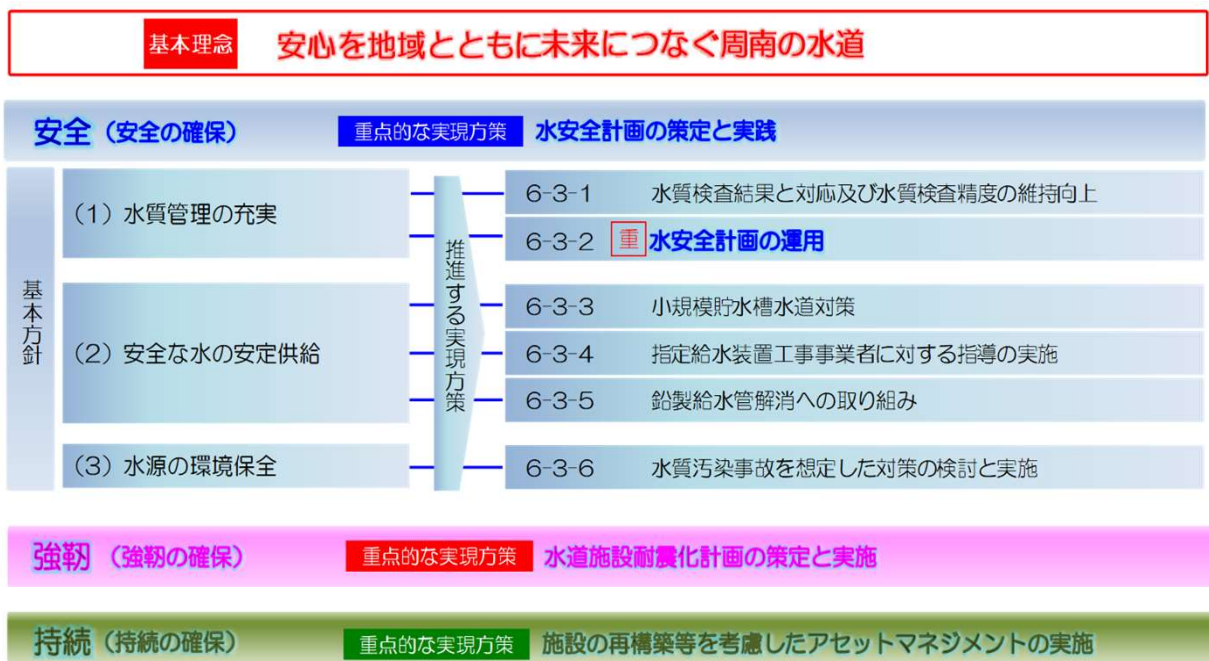 基本理念 安心を地域とともに未来につなぐ周南の水道
安全（安全の確保） 重点的な実現方策 水安全計画の策定と実践
基本方針
（1）水質管理の充実
（2）安全な水の安定供給
（3）水源の環境保全
推進する実現方策
6-3-1 水質検査結果と対応及び水質検査精度の維持向上
6-3-2 重 水安全計画の運用
6-3-3 小規模貯水槽水道対策
6-3-4 指定給水装置工事事業者に対する指導の実施
6-3-5 鉛製給水管解消への取り組み
6-3-6 水質汚染事故を想定した対策の検討と実施
強靭（強靭の確保） 重点的な実現方策 水道施設耐震化計画の策定と実施
持続（持続の確保） 重点的な実現方策 施設の再構築等を考慮したアセットマネジメントの実施